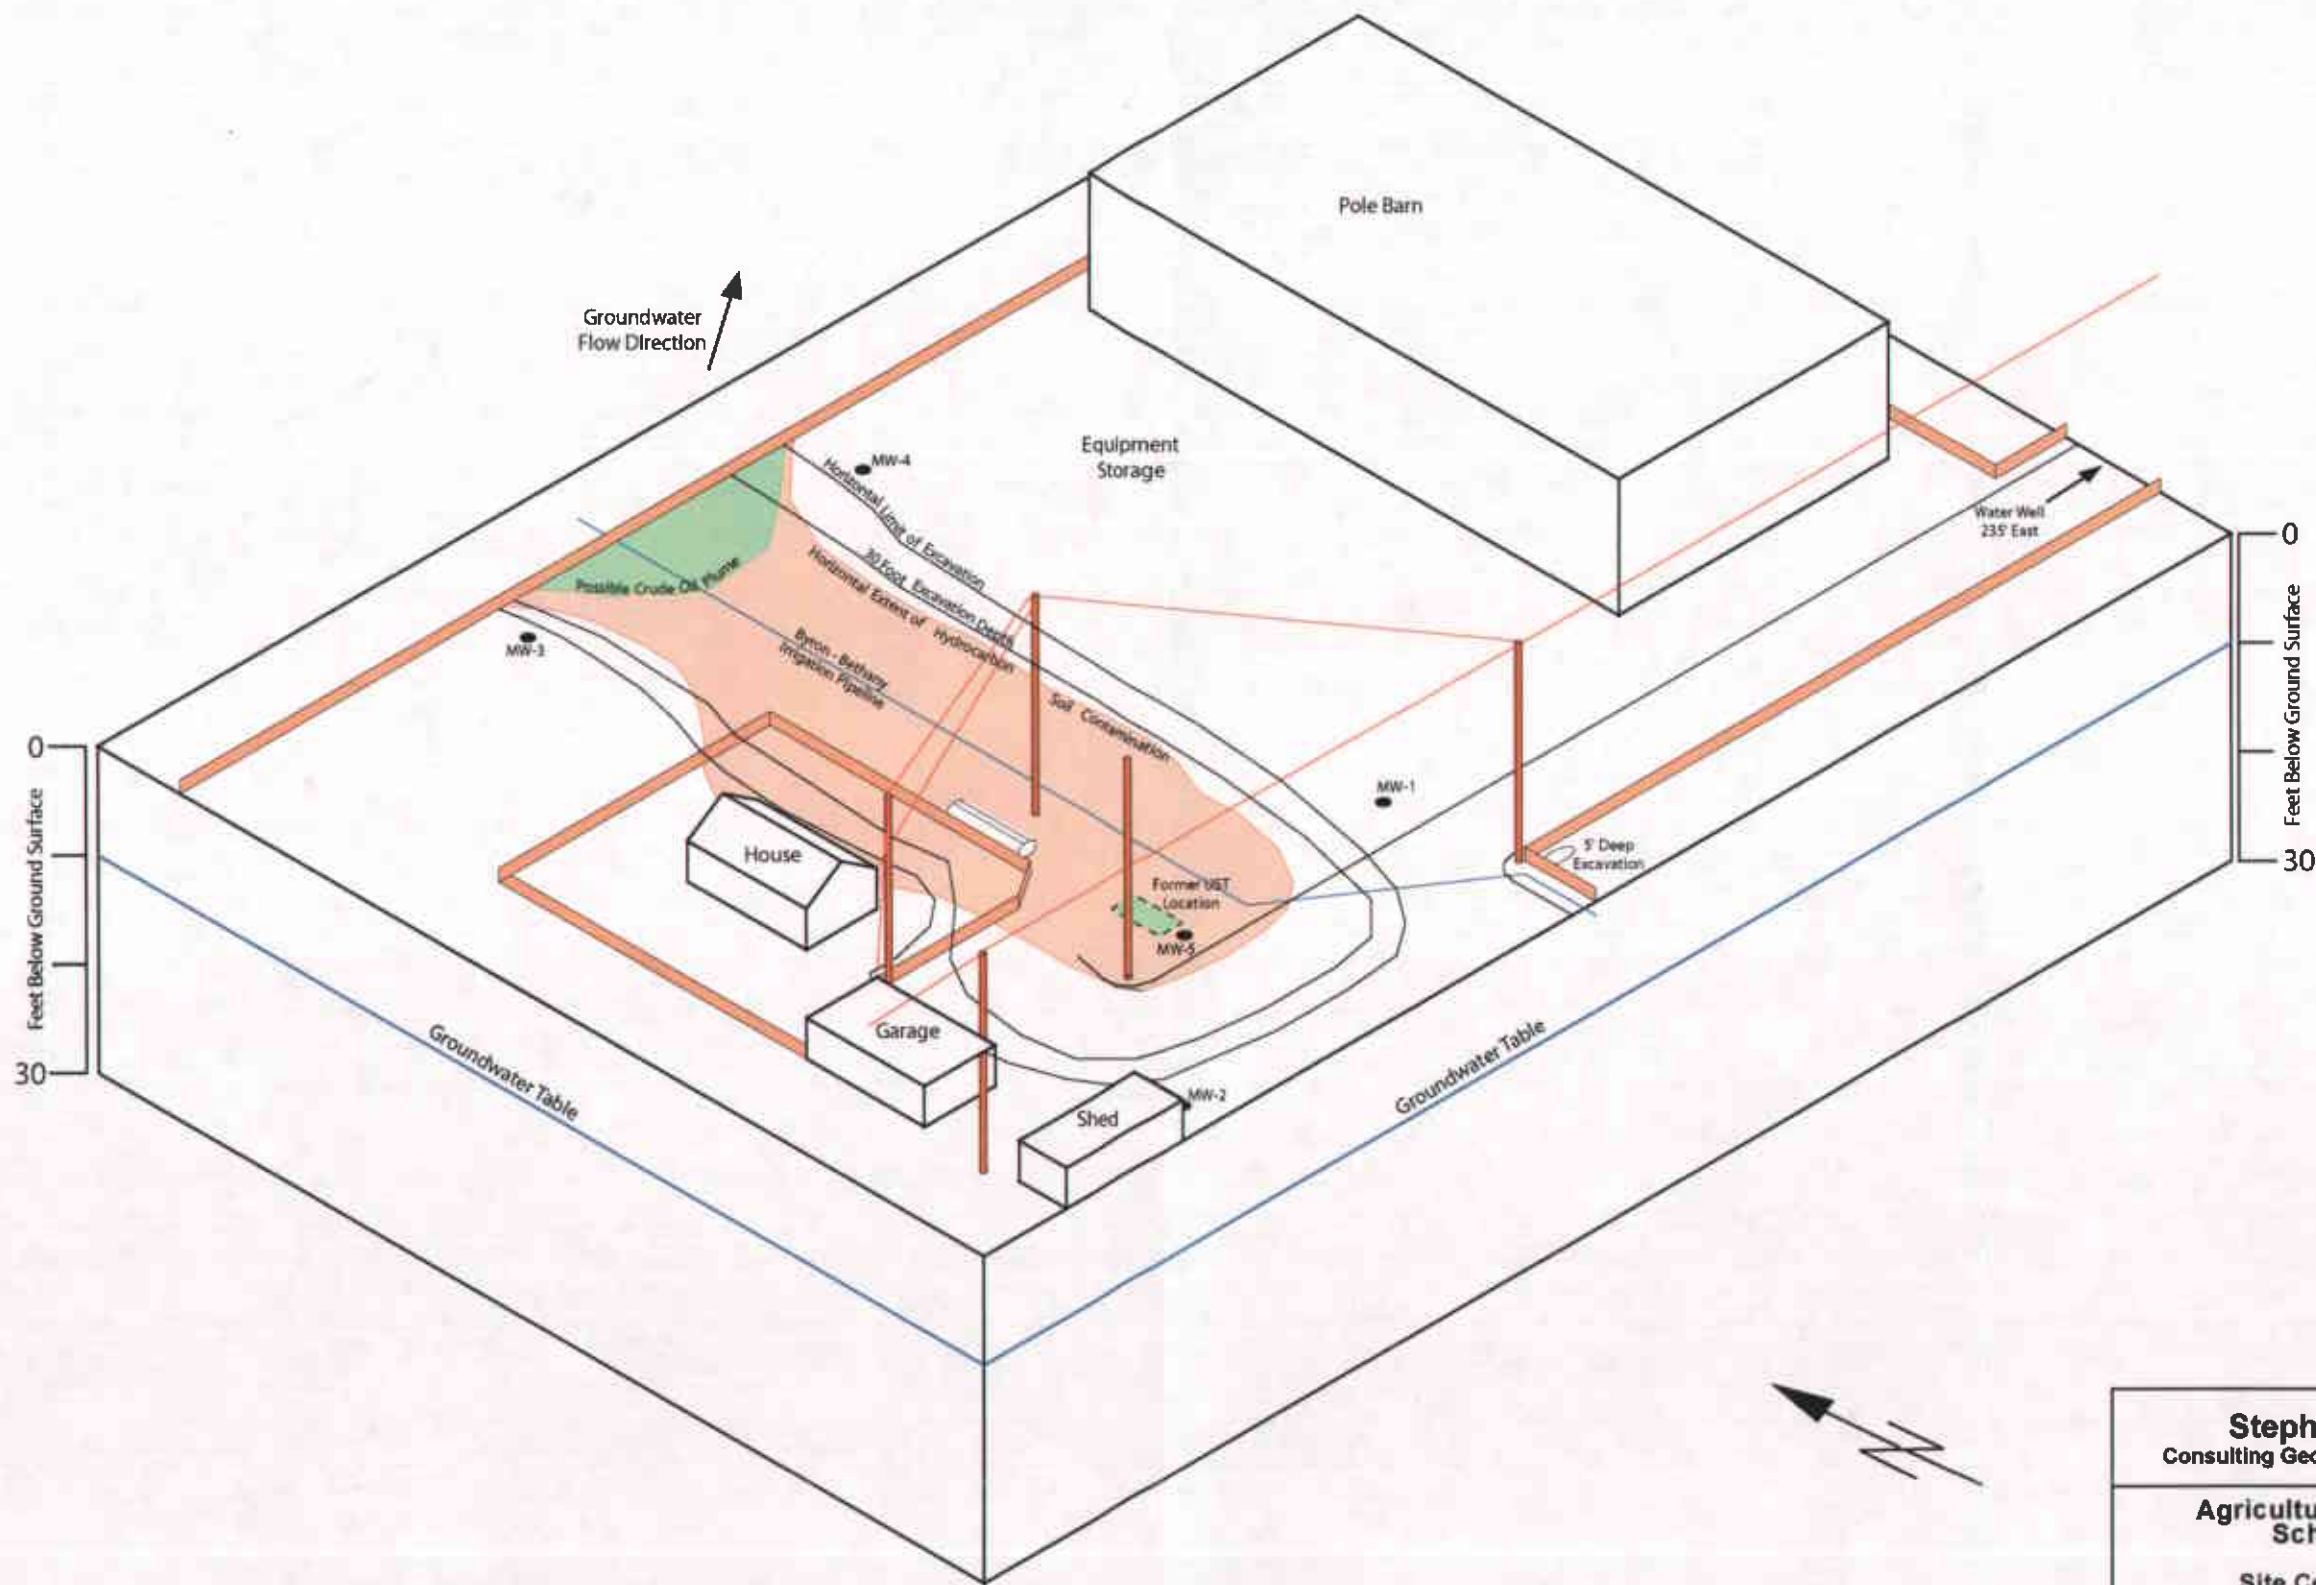 Pole Barn
Groundwater
Flow Direction
Equipment
Storage
MW-4
Horizontal Limit of Excavation
30 Foot Excavation Depth
Horizontal Extent of Hydrocarbon Soil Contamination
Possible Crude Oil Plume
Byron - Bethany
Irrigation Pipeline
MW-3
Water Well
235' East
0
Feet Below Ground Surface
30
MW-1
5' Deep
Excavation
House
Former UST
Location
MW-5
Garage
Shed
MW-2
0
Feet Below Ground Surface
30
Groundwater Table
Groundwater Table
N
Steph
Consulting Geo
Agricultu
Sch
Site Co